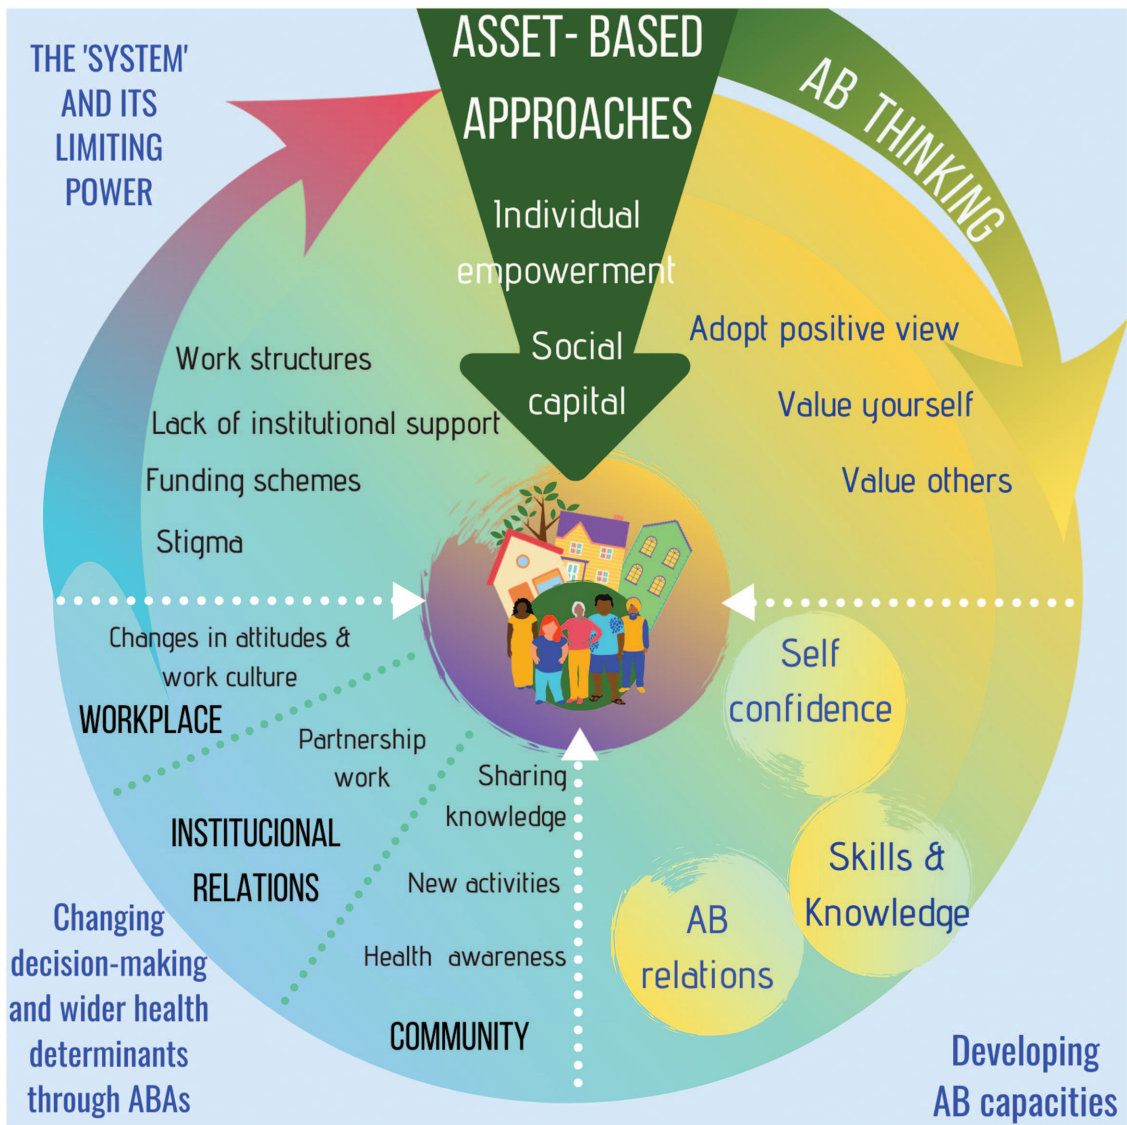 THE 'SYSTEM'
AND ITS
LIMITING
POWER
ASSET- BASED
APPROACHES
Individual
empowerment
Social
capital
AB THINKING
Adopt positive view
Value yourself
Value others
Work structures
Lack of institutional support
Funding schemes
Stigma
Changes in attitudes &
work culture
WORKPLACE
Partnership
work
INSTITUCIONAL
RELATIONS
Sharing
knowledge
New activities
Health awareness
COMMUNITY
Self
confidence
Skills &
Knowledge
AB
relations
Changing
decision-making
and wider health
determinants
through ABAs
Developing
AB capacities